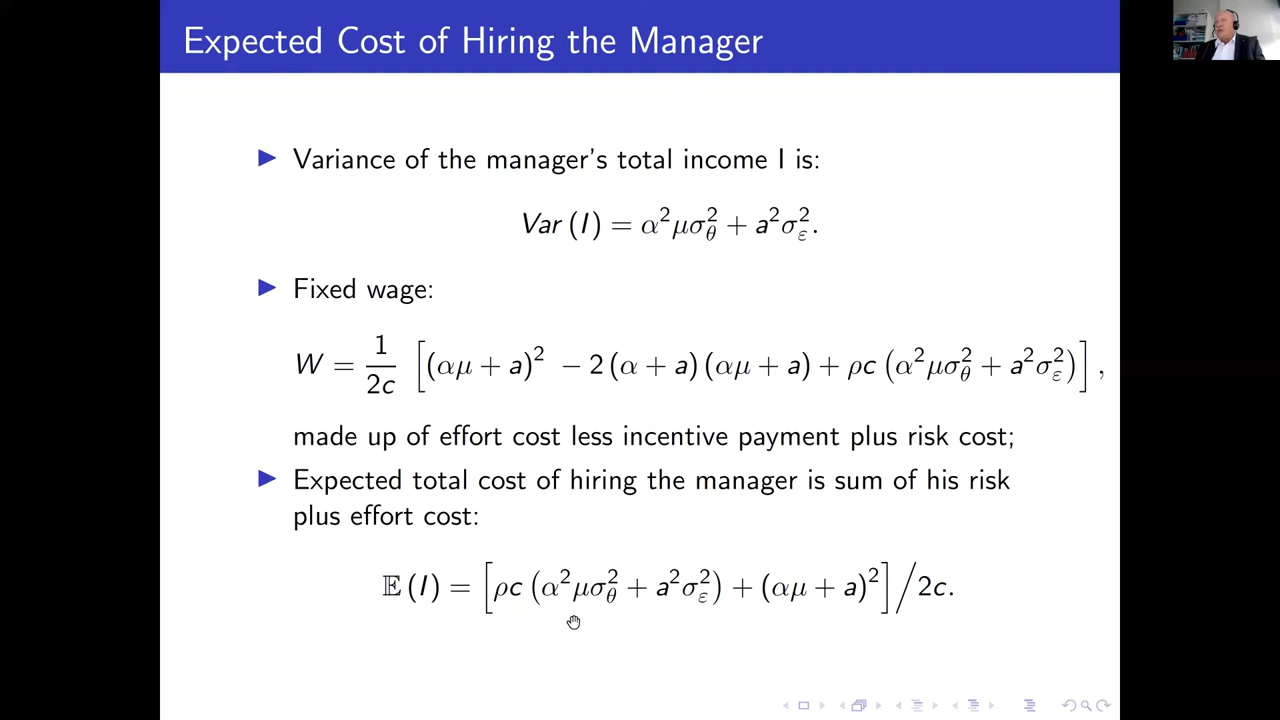 Expected Cost of Hiring the Manager
▶ Variance of the manager's total income I is:
Var (I) = α²μσ²_θ + a²σ²_ε.
▶ Fixed wage:
W = 1/2c [(αμ + a)² − 2 (α + a) (αμ + a) + ρc (α²μσ²_θ + a²σ²_ε)],
made up of effort cost less incentive payment plus risk cost;
▶ Expected total cost of hiring the manager is sum of his risk
plus effort cost:
𝔼 (I) = [ρc (α²μσ²_θ + a²σ²_ε) + (αμ + a)²] / 2c.